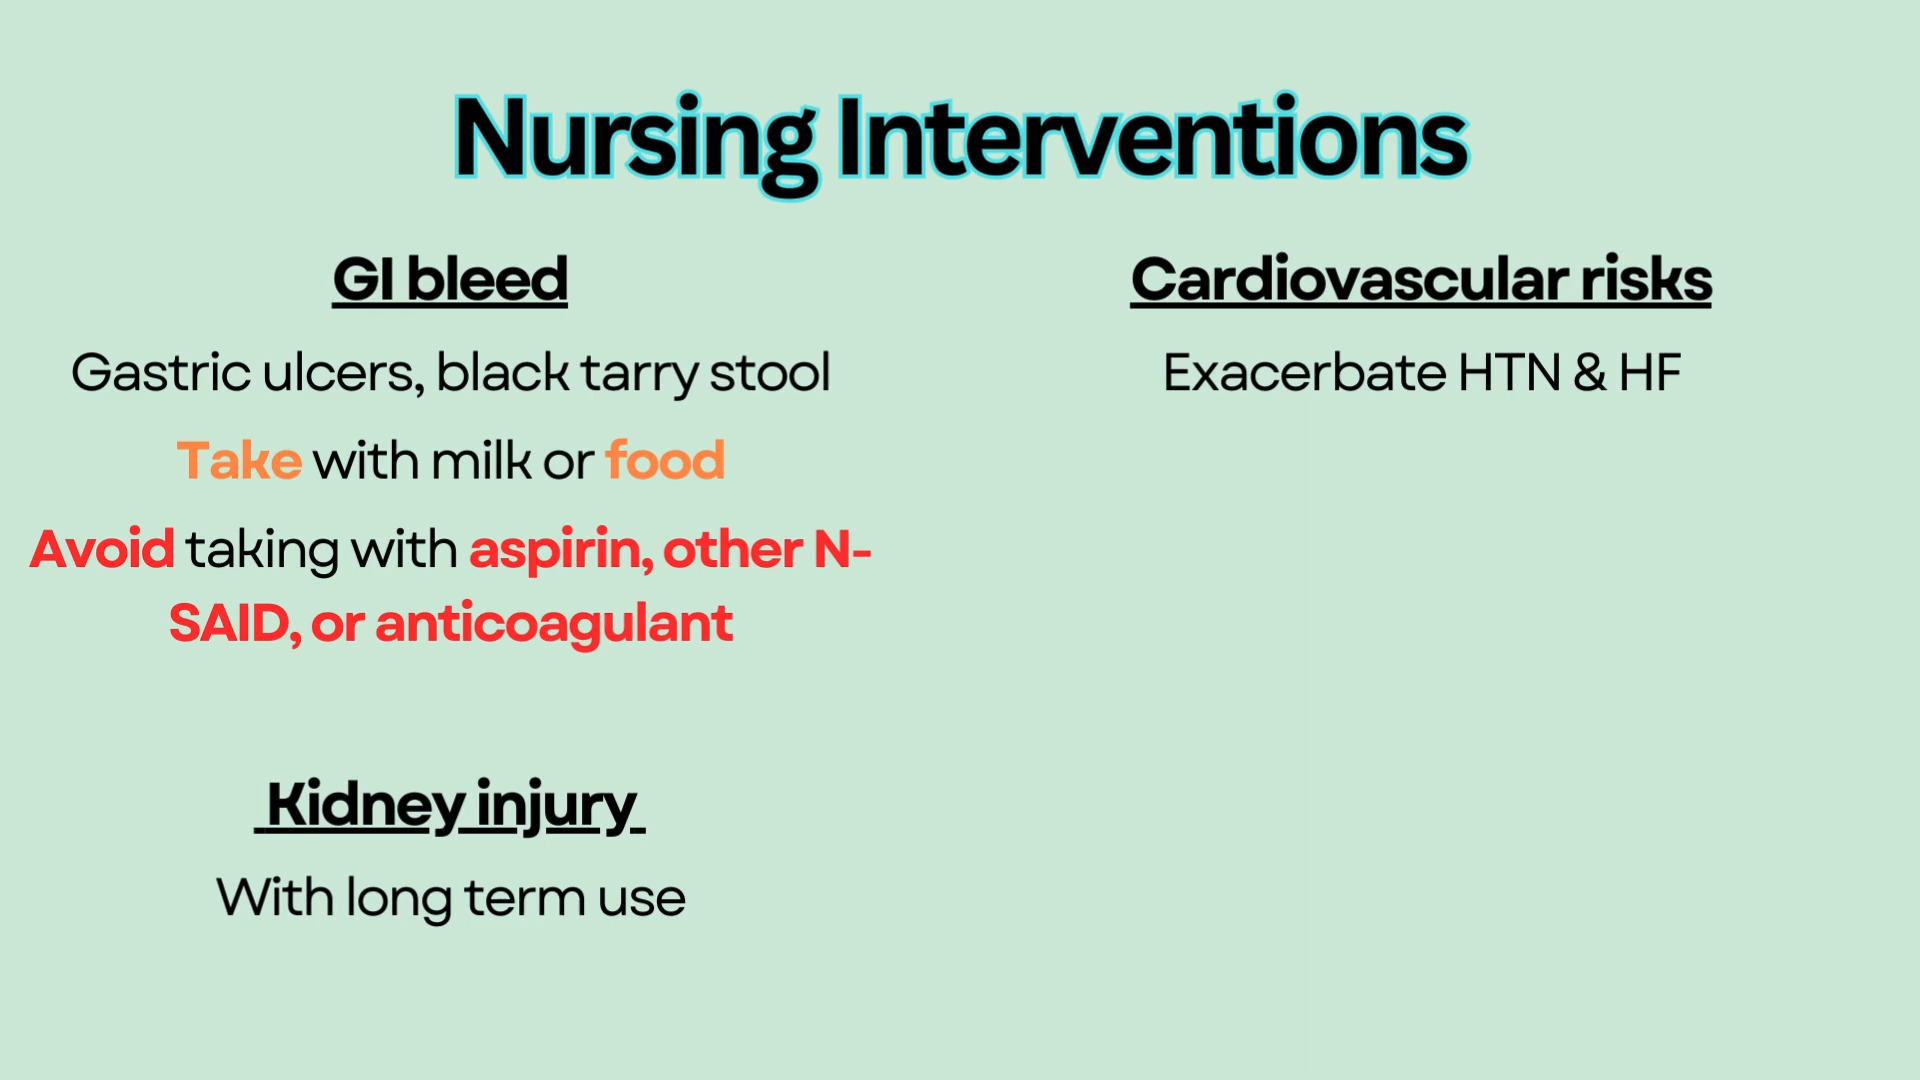 Nursing Interventions
GI bleed
Gastric ulcers, black tarry stool
Take with milk or food
Avoid taking with aspirin, other N-
SAID, or anticoagulant
Kidney injury
With long term use
Cardiovascular risks
Exacerbate HTN & HF